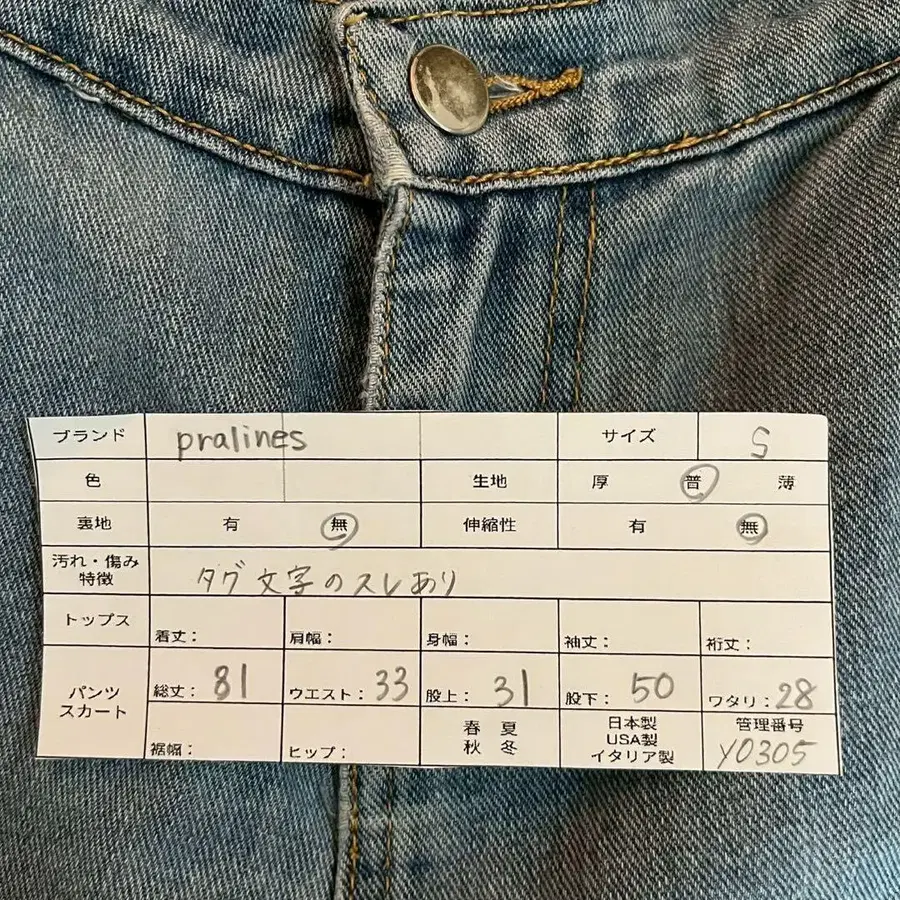 ブランド pralines サイズ S
色 生地 厚 普 薄
裏地 有 無 伸縮性 有 無
汚れ・傷み
特徴 タグ文字のスレあり
トップス 着丈: 肩幅: 身幅: 袖丈: 裄丈:
パンツ
スカート 総丈: 81 ウエスト: 33 股上: 31 股下: 50 ワタリ: 28
裾幅: ヒップ: 春 夏
秋 冬
日本製
USA製
イタリア製
管理番号
Y0305